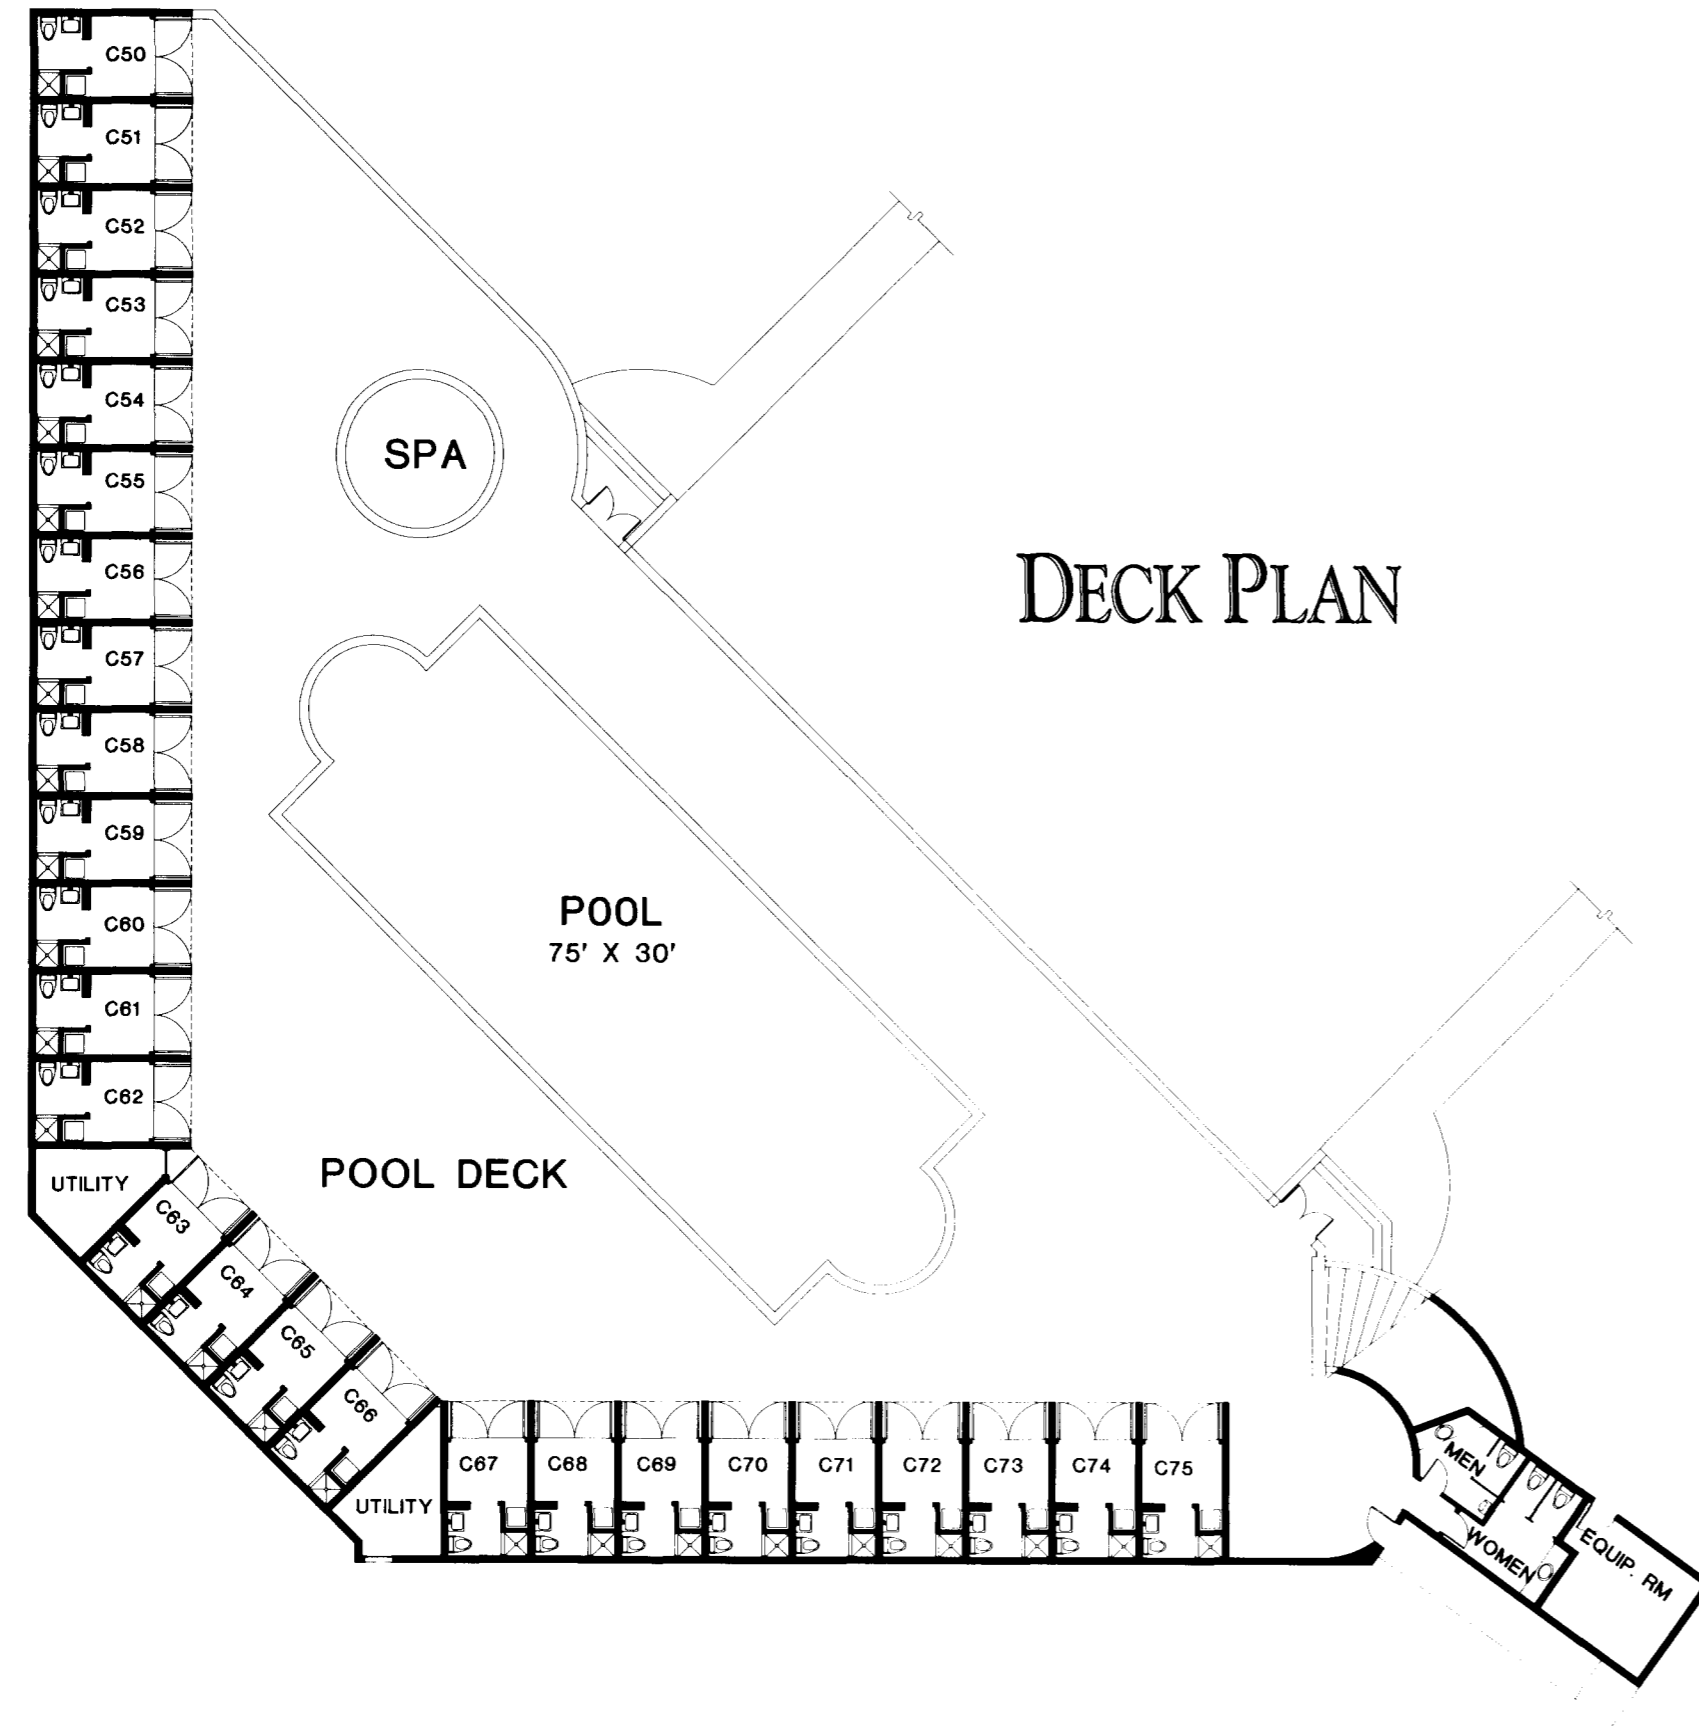 C50
C51
C52
C53
C54
SPA
C55
C56
DECK PLAN
C57
C58
C59
C60
POOL
75' X 30'
C61
C62
POOL DECK
UTILITY
C63
C64
C65
C66
UTILITY
C67
C68
C69
C70
C71
C72
C73
C74
C75
MEN
WOMEN
EQUIP. RM